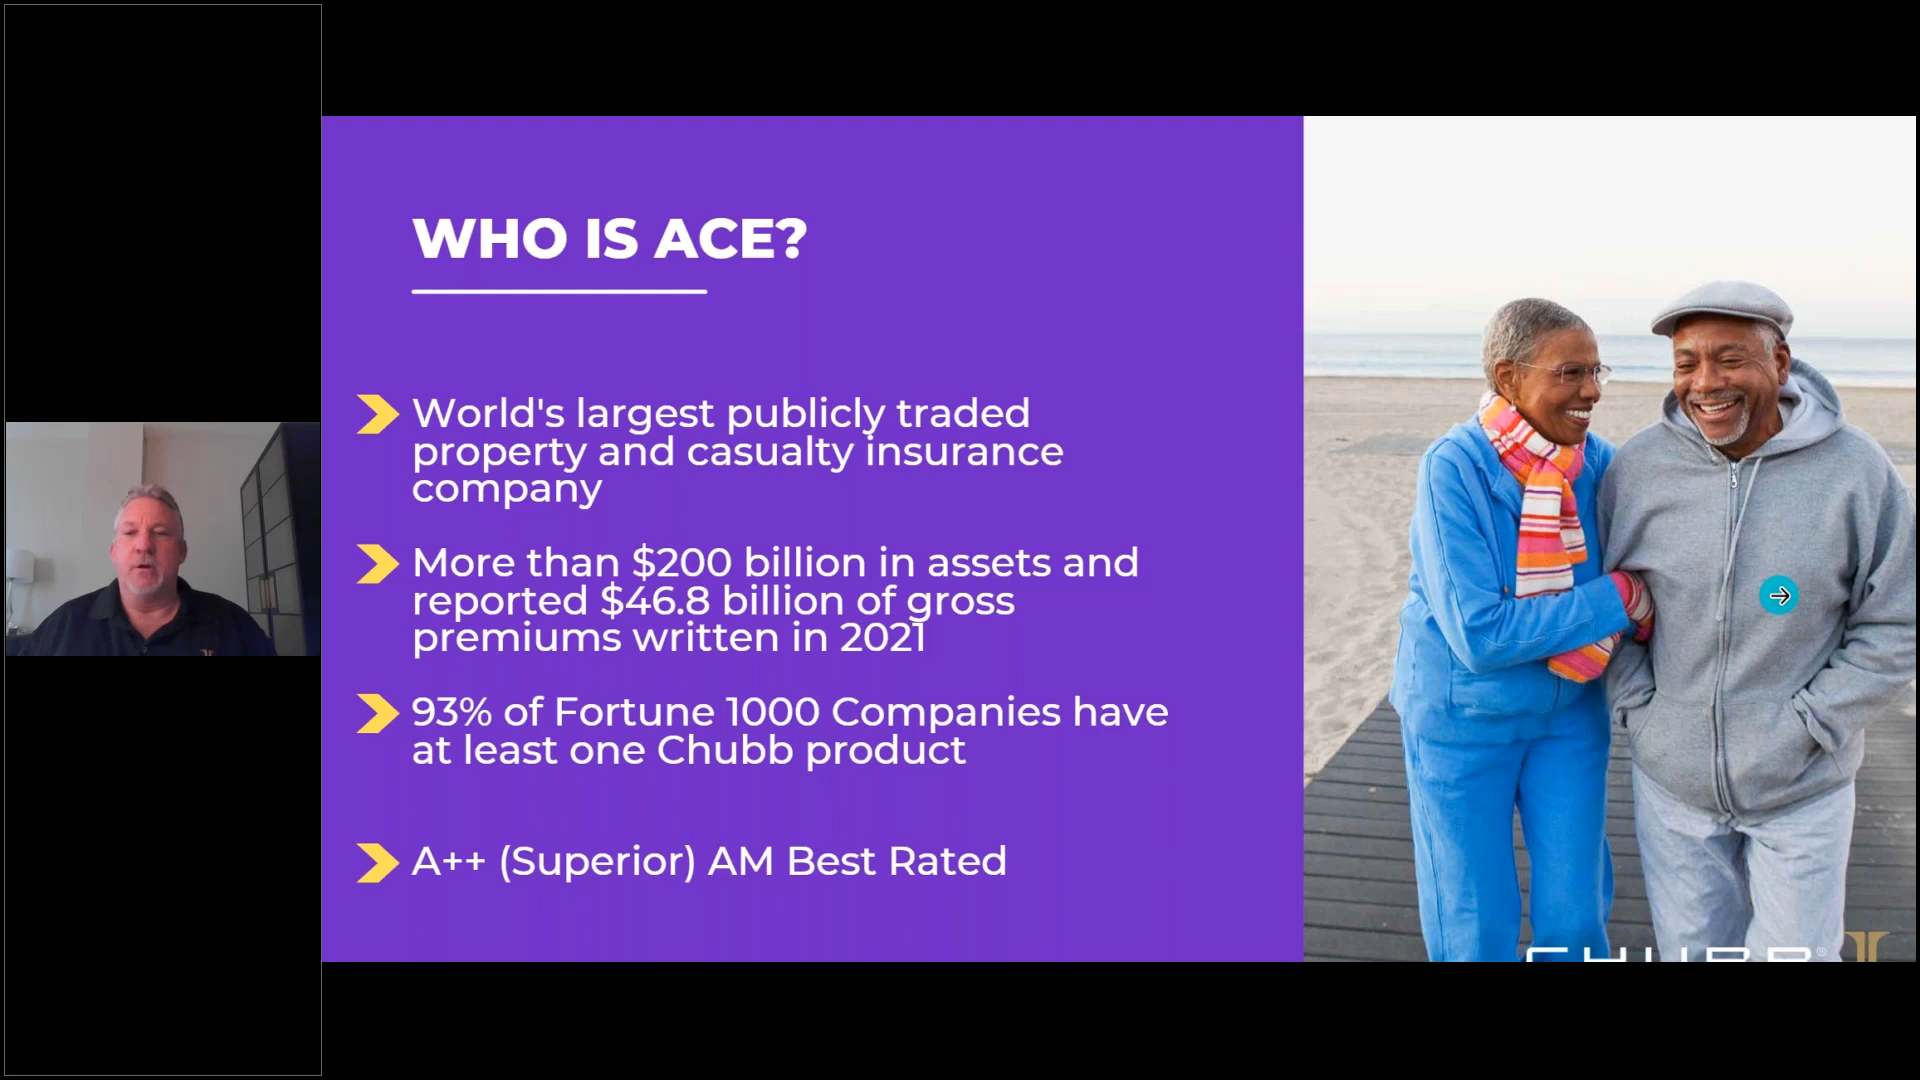 WHO IS ACE?
World's largest publicly traded
property and casualty insurance
company
More than $200 billion in assets and
reported $46.8 billion of gross
premiums written in 2021
93% of Fortune 1000 Companies have
at least one Chubb product
A++ (Superior) AM Best Rated
CHUBB®